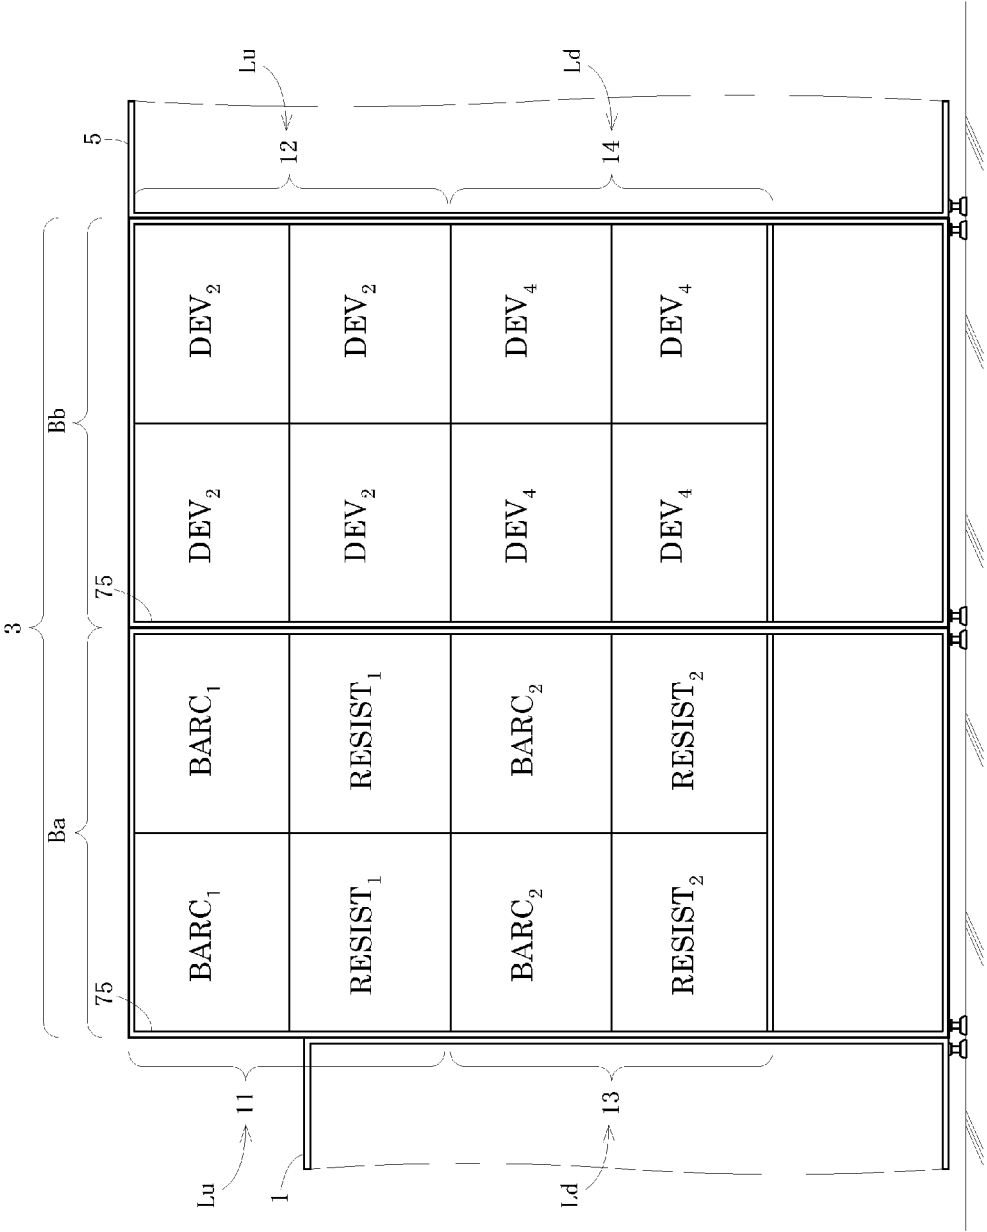 3
Ba Bb
75 75 5
Lu BARC₁ BARC₁ DEV₂ DEV₂ Lu
11 12
1
RESIST₁ RESIST₁ DEV₂ DEV₂
BARC₂ BARC₂ DEV₄ DEV₄
Ld Ld
13 14
RESIST₂ RESIST₂ DEV₄ DEV₄